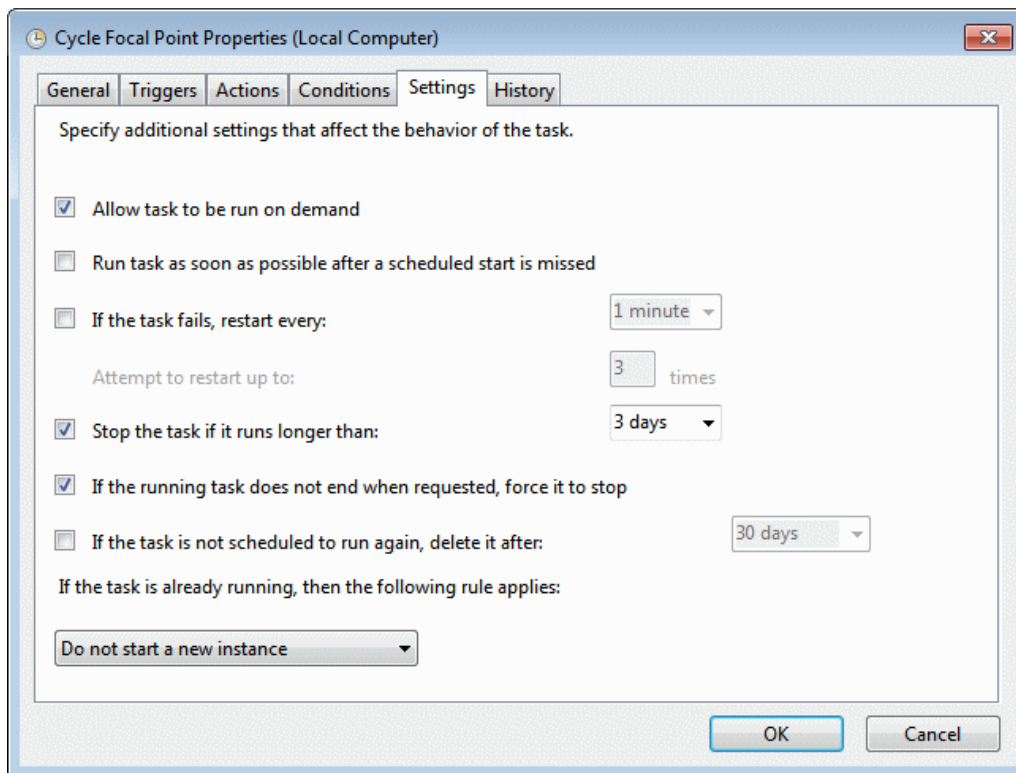 Cycle Focal Point Properties (Local Computer)
General Triggers Actions Conditions Settings History
Specify additional settings that affect the behavior of the task.
Allow task to be run on demand
Run task as soon as possible after a scheduled start is missed
If the task fails, restart every: 1 minute
Attempt to restart up to: 3 times
Stop the task if it runs longer than: 3 days
If the running task does not end when requested, force it to stop
If the task is not scheduled to run again, delete it after: 30 days
If the task is already running, then the following rule applies:
Do not start a new instance
OK Cancel